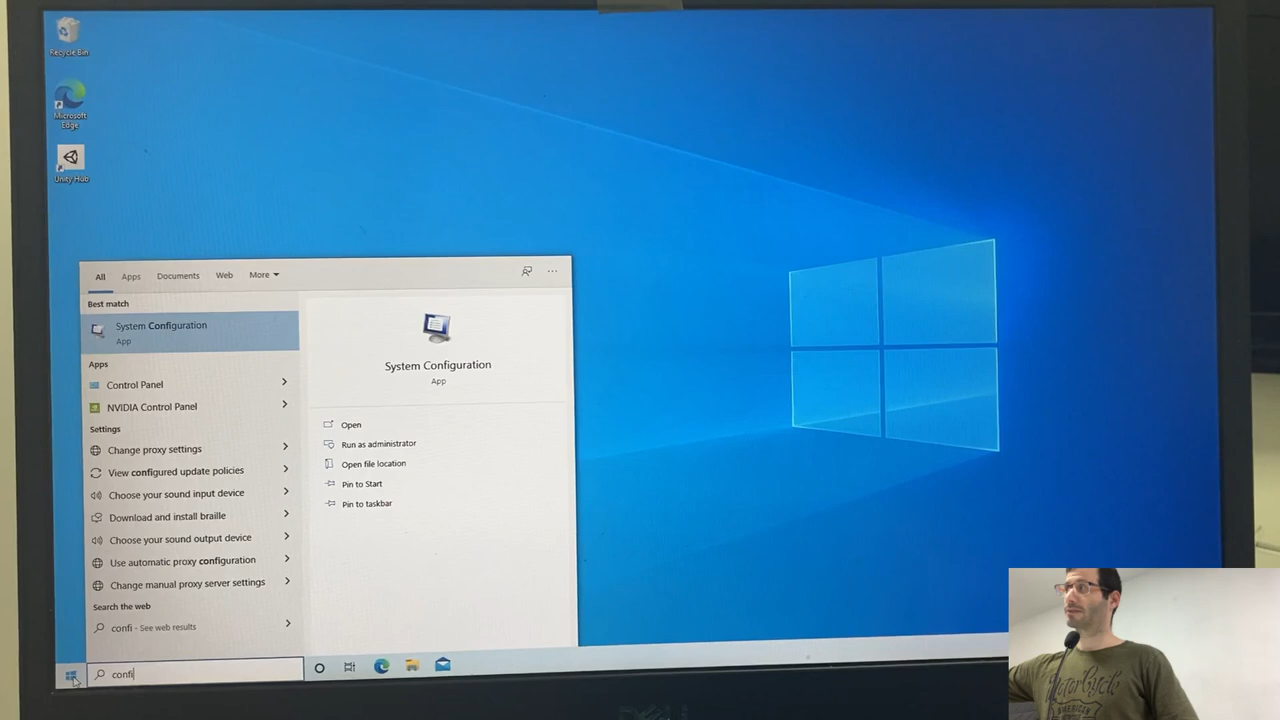 Recycle Bin
Microsoft
Edge
Unity Hub
All Apps Documents Web More
Best match
System Configuration
App
Apps
Control Panel
NVIDIA Control Panel
Settings
Change proxy settings
View configured update policies
Choose your sound input device
Download and install braille
Choose your sound output device
Use automatic proxy configuration
Change manual proxy server settings
Search the web
confi - See web results
confi
System Configuration
App
Open
Run as administrator
Open file location
Pin to Start
Pin to taskbar
MotorCycle
AMERICAN